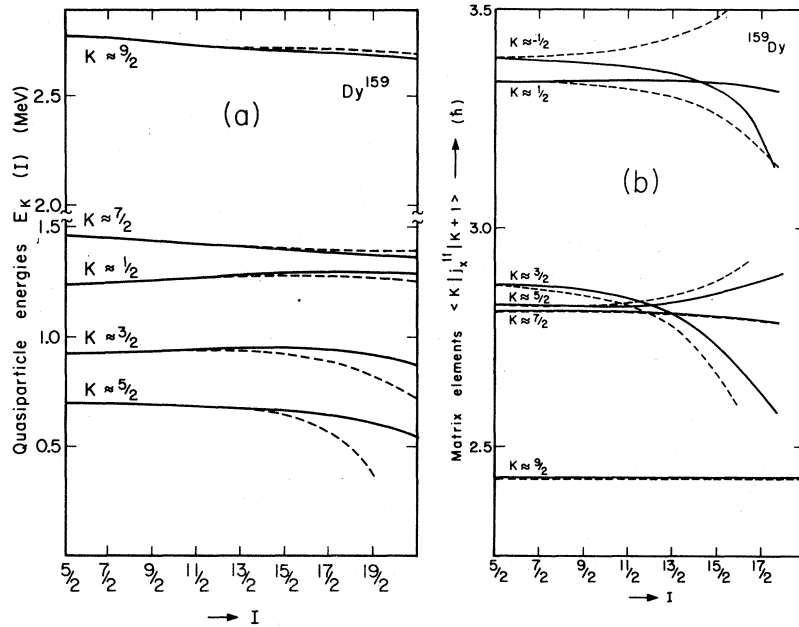 Quasiparticle energies E_K (I) (MeV)
2.5
2.0
1.5
1.0
0.5
K ≈ 9/2
(a)
Dy^159
K ≈ 7/2
K ≈ 1/2
K ≈ 3/2
K ≈ 5/2
5/2 7/2 9/2 11/2 13/2 15/2 17/2 19/2
→ I
Matrix elements < K | j_x^11 | K + 1 > → (ħ)
3.5
3.0
2.5
K ≈ -1/2
^159Dy
K ≈ 1/2
(b)
K ≈ 3/2
K ≈ 5/2
K ≈ 7/2
K ≈ 9/2
5/2 7/2 9/2 11/2 13/2 15/2 17/2
→ I